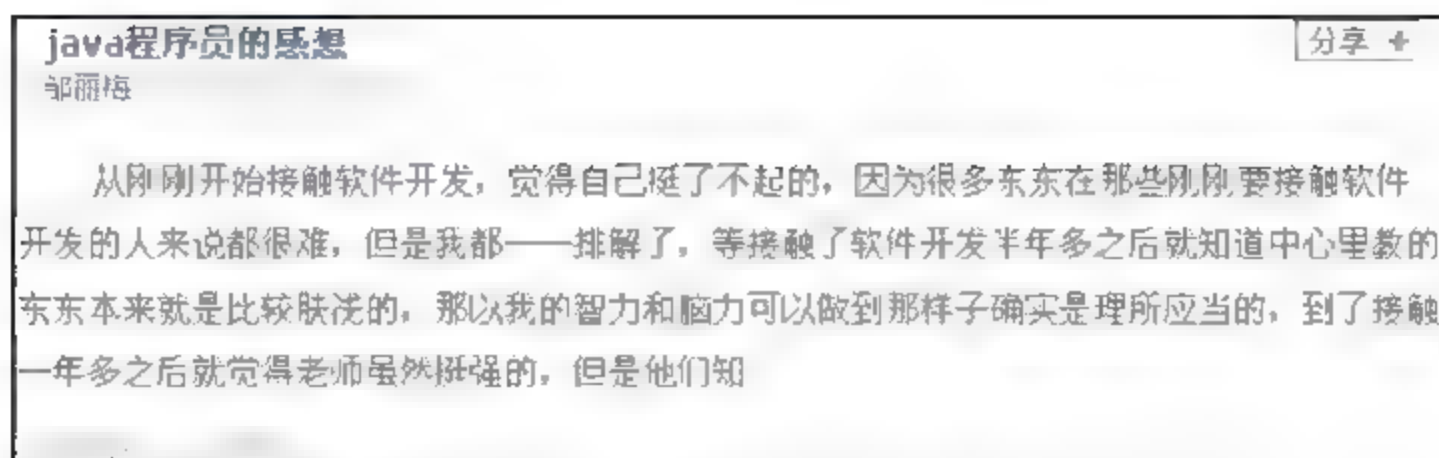 java程序员的感想
分享 +
邹丽梅
从刚刚开始接触软件开发，觉得自己挺了不起的，因为很多东东在那些刚刚要接触软件
开发的人来说都很难，但是我都一一排解了，等接触了软件开发半年多之后就知道中心里教的
东东本来就是比较肤浅的，那以我的智力和脑力可以做到那样子确实是理所应当的，到了接触
一年多之后就觉得老师虽然挺强的，但是他们知